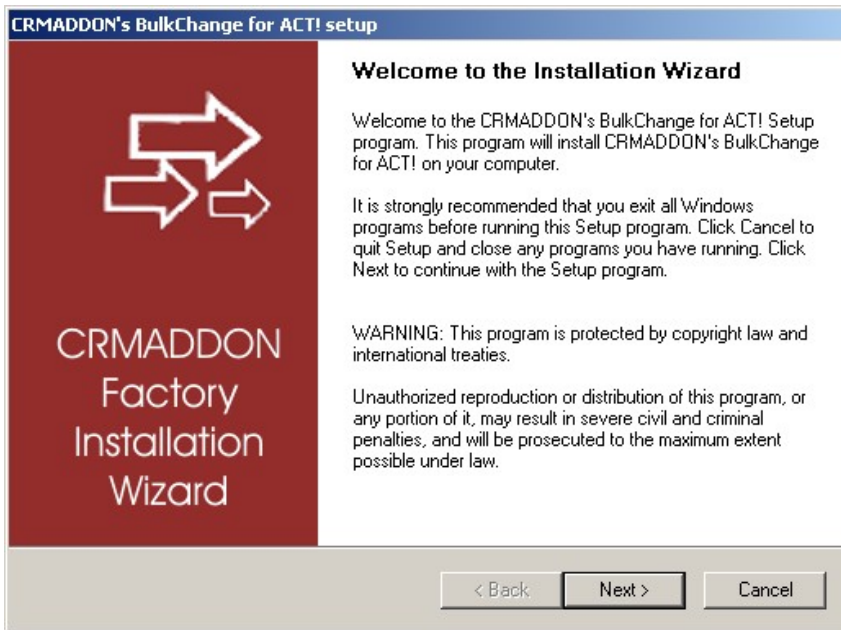 CRMADDON's BulkChange for ACT! setup
Welcome to the Installation Wizard
Welcome to the CRMADDON's BulkChange for ACT! Setup
program. This program will install CRMADDON's BulkChange
for ACT! on your computer.
It is strongly recommended that you exit all Windows
programs before running this Setup program. Click Cancel to
quit Setup and close any programs you have running. Click
Next to continue with the Setup program.
WARNING: This program is protected by copyright law and
international treaties.
Unauthorized reproduction or distribution of this program, or
any portion of it, may result in severe civil and criminal
penalties, and will be prosecuted to the maximum extent
possible under law.
CRMADDON
Factory
Installation
Wizard
< Back
Next >
Cancel